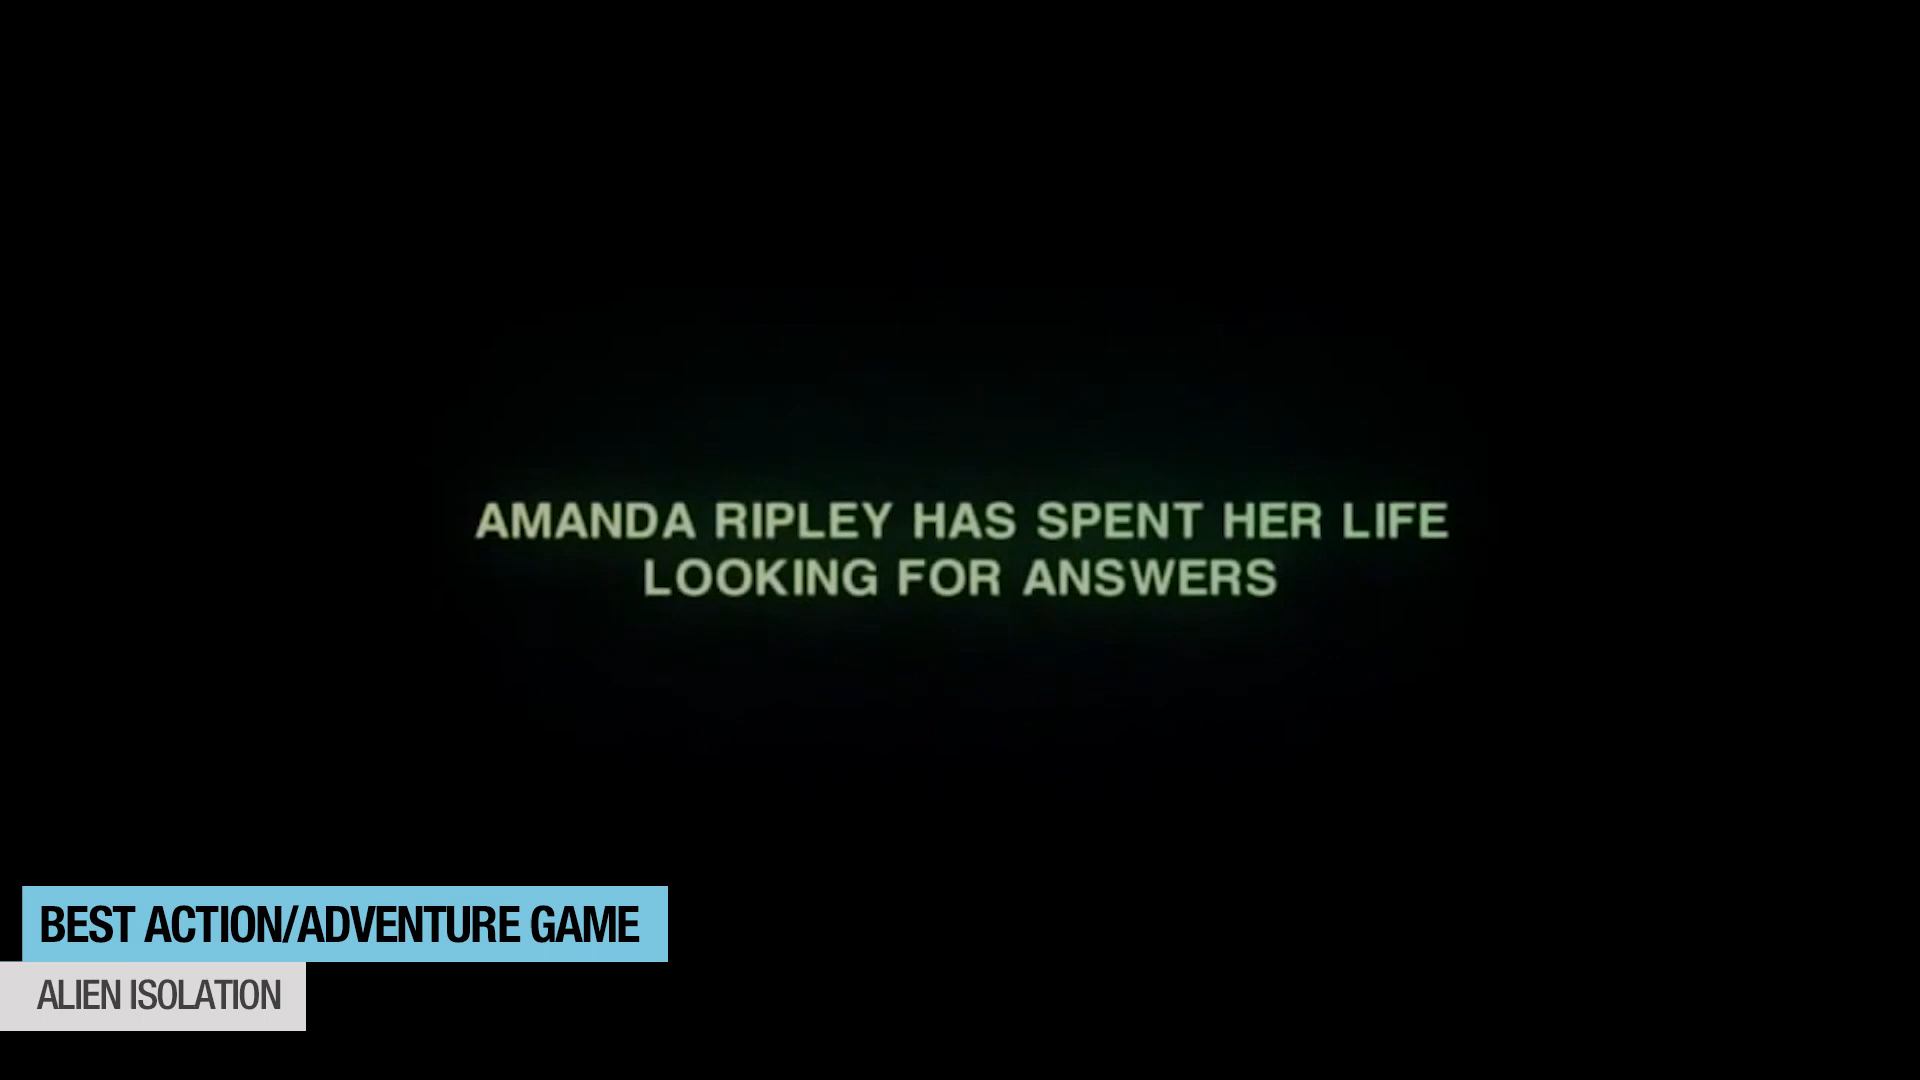 AMANDA RIPLEY HAS SPENT HER LIFE
LOOKING FOR ANSWERS
BEST ACTION/ADVENTURE GAME
ALIEN ISOLATION